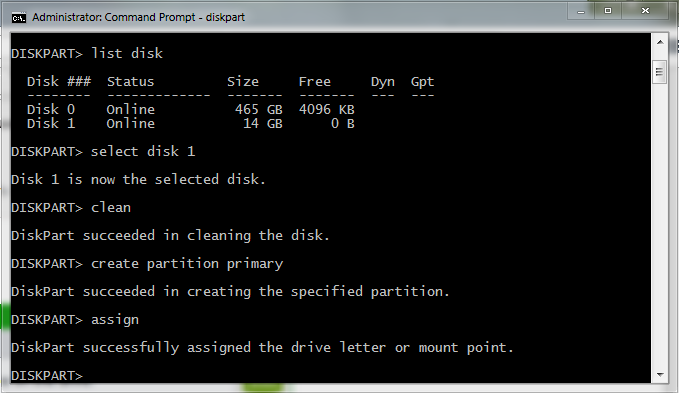 Administrator: Command Prompt - diskpart
DISKPART> list disk
Disk ###  Status          Size     Free     Dyn  Gpt
--------  -------------  -------  -------  ---  ---
Disk 0    Online          465 GB  4096 KB
Disk 1    Online           14 GB      0 B
DISKPART> select disk 1
Disk 1 is now the selected disk.
DISKPART> clean
DiskPart succeeded in cleaning the disk.
DISKPART> create partition primary
DiskPart succeeded in creating the specified partition.
DISKPART> assign
DiskPart successfully assigned the drive letter or mount point.
DISKPART>